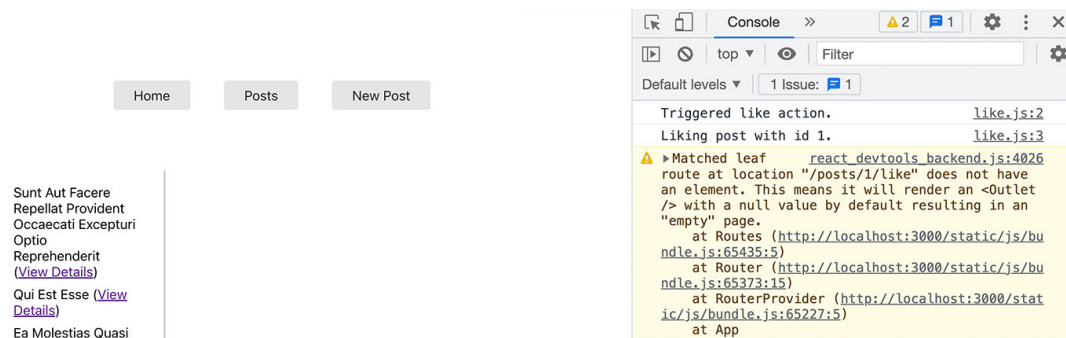 Home Posts New Post
Sunt Aut Facere
Repellat Provident
Occaecati Excepturi
Optio
Reprehenderit
(View Details)
Qui Est Esse (View
Details)
Ea Molestias Quasi
Console » 2 1
top ▼ Filter
Default levels ▼ 1 Issue: 1
Triggered like action. like.js:2
Liking post with id 1. like.js:3
Matched leaf react_devtools_backend.js:4026
route at location "/posts/1/like" does not have
an element. This means it will render an <Outlet
/> with a null value by default resulting in an
"empty" page.
at Routes (http://localhost:3000/static/js/bu
ndle.js:65435:5)
at Router (http://localhost:3000/static/js/bu
ndle.js:65373:15)
at RouterProvider (http://localhost:3000/stat
ic/js/bundle.js:65227:5)
at App